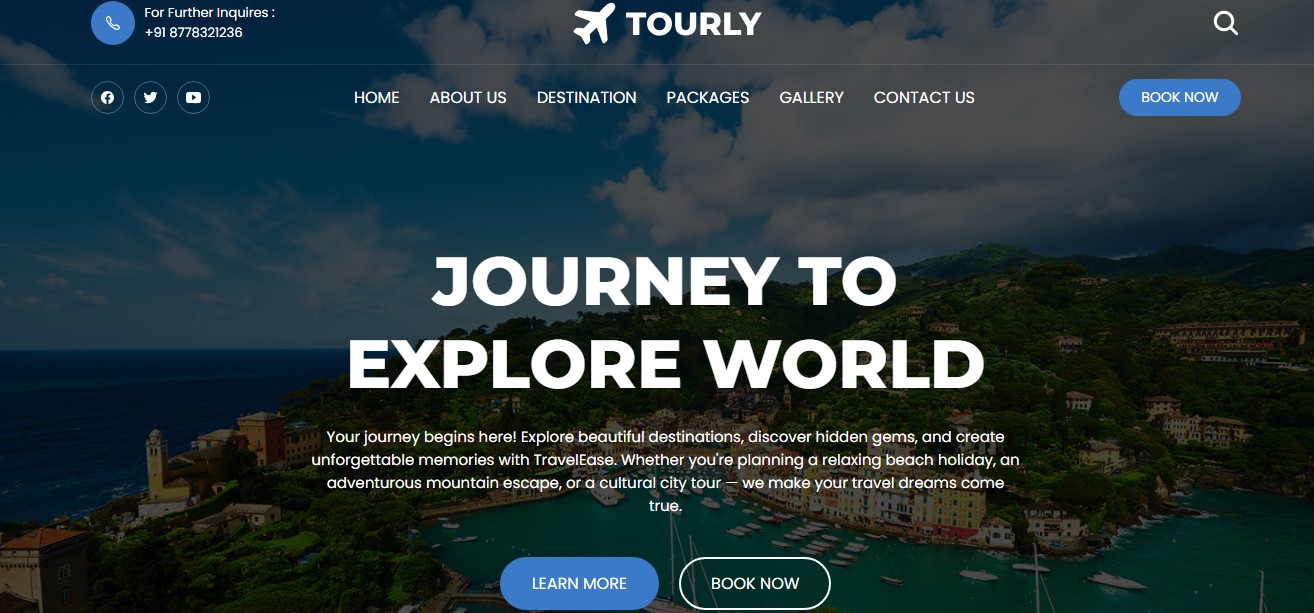 For Further Inquires :
+91 8778321236
TOURLY
HOME ABOUT US DESTINATION PACKAGES GALLERY CONTACT US
BOOK NOW
JOURNEY TO
EXPLORE WORLD
Your journey begins here! Explore beautiful destinations, discover hidden gems, and create
unforgettable memories with TravelEase. Whether you're planning a relaxing beach holiday, an
adventurous mountain escape, or a cultural city tour — we make your travel dreams come
true.
LEARN MORE
BOOK NOW